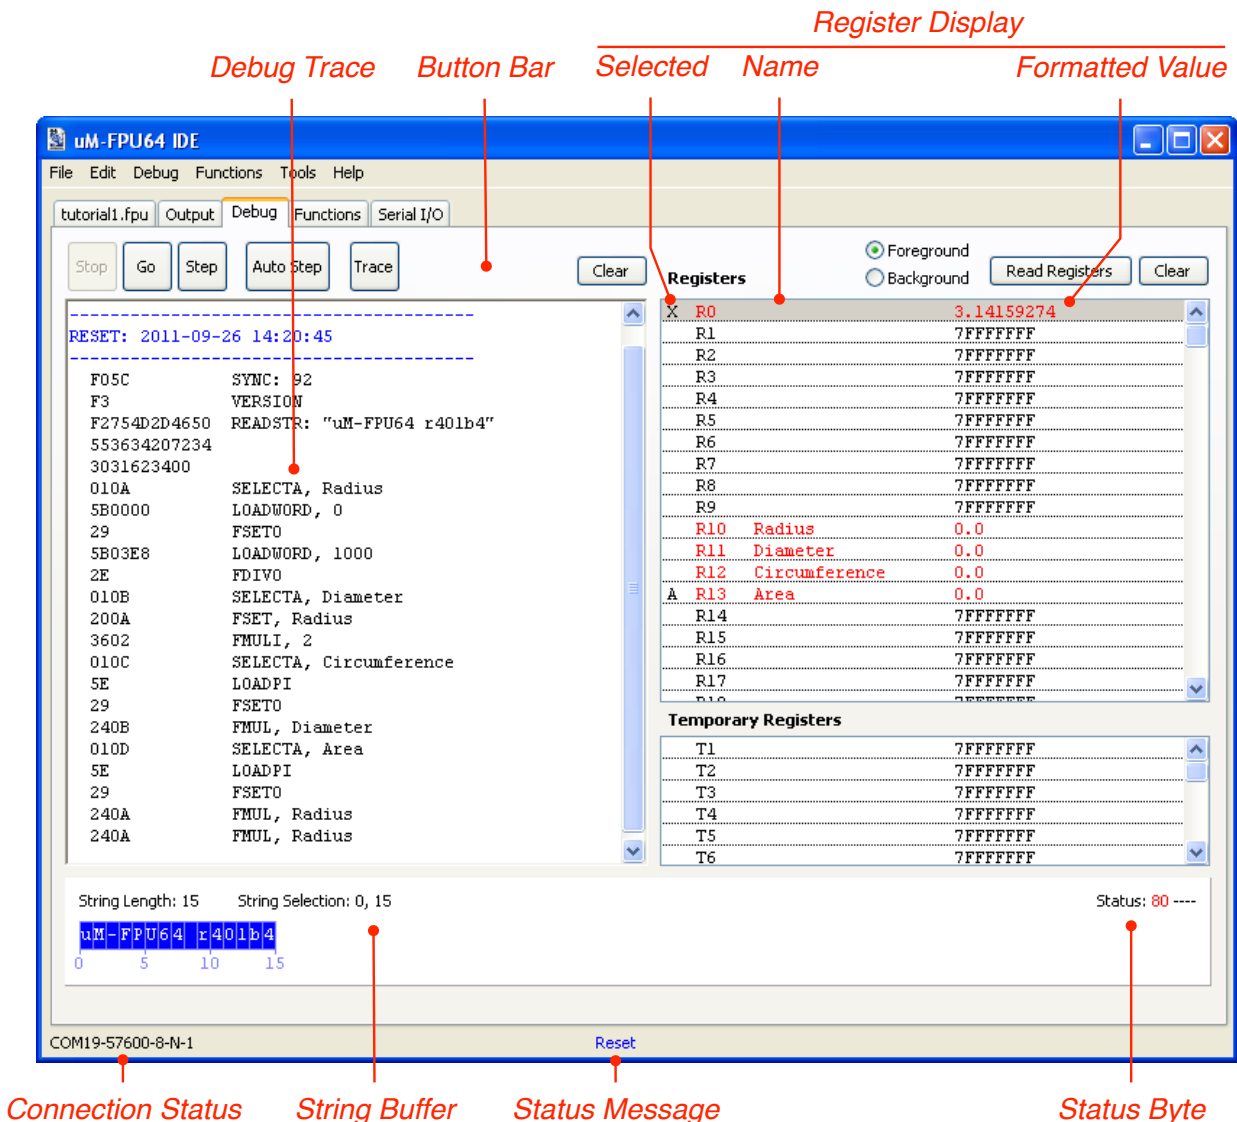 Register Display
Debug Trace Button Bar Selected Name Formatted Value
uM-FPU64 IDE
File Edit Debug Functions Tools Help
tutorial1.fpu Output Debug Functions Serial I/O
Stop Go Step Auto Step Trace Clear
Registers Foreground Background Read Registers Clear
----------------------------------------
RESET: 2011-09-26 14:20:45
----------------------------------------
F05C SYNC: 92
F3 VERSION
F2754D2D4650 READSTR: "uM-FPU64 r401b4"
553634207234
3031623400
010A SELECTA, Radius
5B0000 LOADWORD, 0
29 FSET0
5B03E8 LOADWORD, 1000
2E FDIV0
010B SELECTA, Diameter
200A FSET, Radius
3602 FMULI, 2
010C SELECTA, Circumference
5E LOADPI
29 FSET0
240B FMUL, Diameter
010D SELECTA, Area
5E LOADPI
29 FSET0
240A FMUL, Radius
240A FMUL, Radius
X R0 3.14159274
R1 7FFFFFFF
R2 7FFFFFFF
R3 7FFFFFFF
R4 7FFFFFFF
R5 7FFFFFFF
R6 7FFFFFFF
R7 7FFFFFFF
R8 7FFFFFFF
R9 7FFFFFFF
R10 Radius 0.0
R11 Diameter 0.0
R12 Circumference 0.0
A R13 Area 0.0
R14 7FFFFFFF
R15 7FFFFFFF
R16 7FFFFFFF
R17 7FFFFFFF
Temporary Registers
T1 7FFFFFFF
T2 7FFFFFFF
T3 7FFFFFFF
T4 7FFFFFFF
T5 7FFFFFFF
T6 7FFFFFFF
String Length: 15 String Selection: 0, 15 Status: 80 ----
uM-FPU64 r401b4
0 5 10 15
COM19-57600-8-N-1 Reset
Connection Status String Buffer Status Message Status Byte